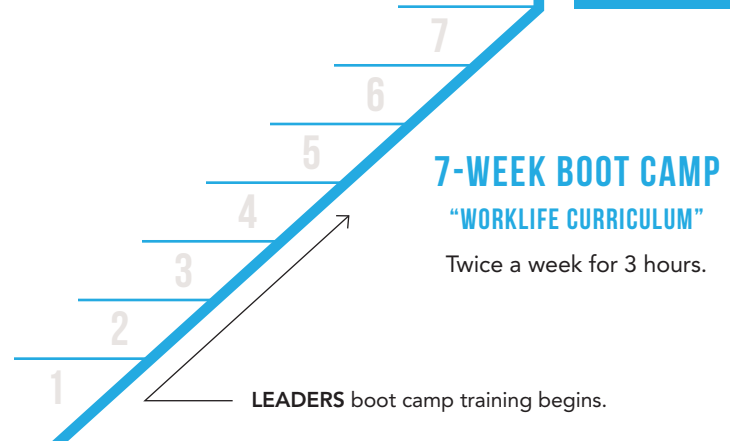 7
6
5
7-WEEK BOOT CAMP
“WORKLIFE CURRICULUM”
4
Twice a week for 3 hours.
3
2
1
LEADERS boot camp training begins.